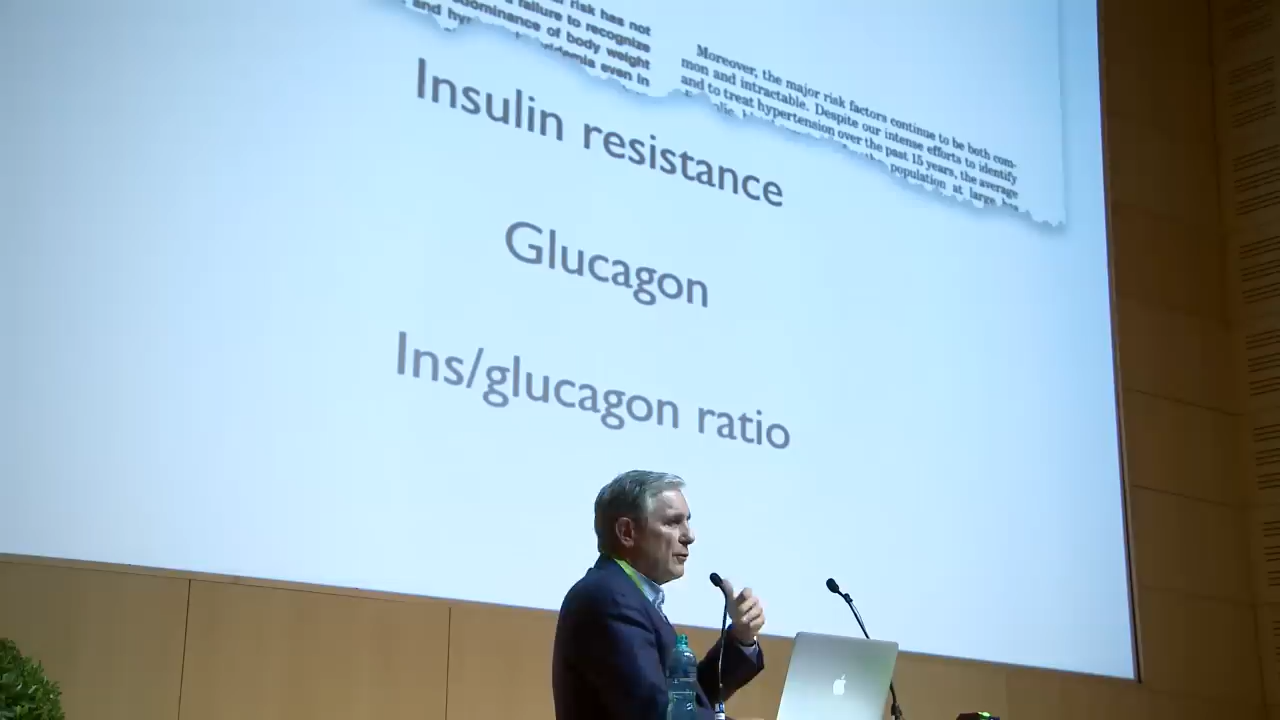 risk has not
failure to recognize
dominance of body weight
and even in
Moreover, the major risk factors continue to be both com-
mon and intractable. Despite our intense efforts to identify
and to treat hypertension over the past 15 years, the average
the population at large has
Insulin resistance
Glucagon
Ins/glucagon ratio